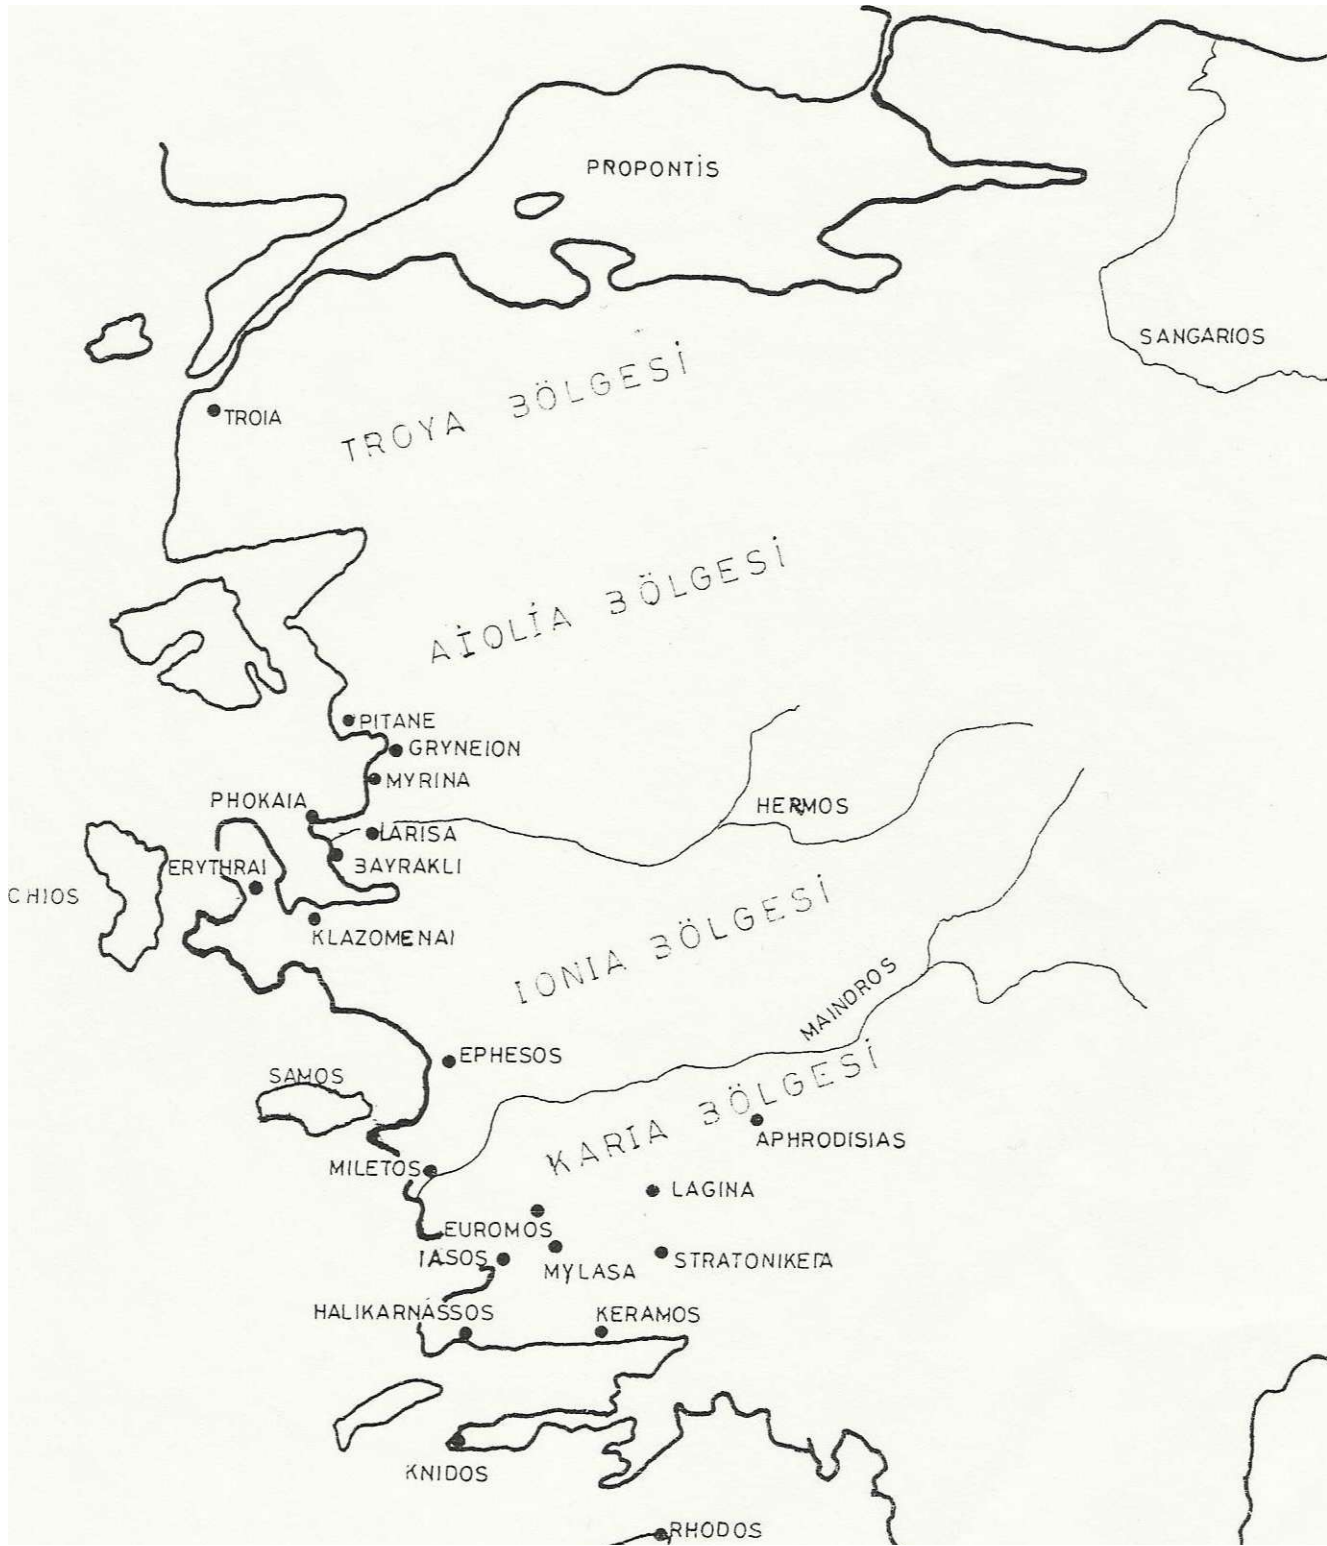 PROPONTİS
SANGARIOS
TROYA BÖLGESİ
TROIA
AİOLİA BÖLGESİ
PITANE
GRYNEION
MYRINA
PHOKAIA
HERMOS
LARISA
BAYRAKLI
ERYTHRAI
CHIOS
KLAZOMENAI
IONIA BÖLGESİ
MAINDROS
EPHESOS
SAMOS
KARIA BÖLGESİ
APHRODISIAS
MILETOS
LAGINA
EUROMOS
IASOS
MYLASA
STRATONIKEIA
HALIKARNASSOS
KERAMOS
KNIDOS
RHODOS